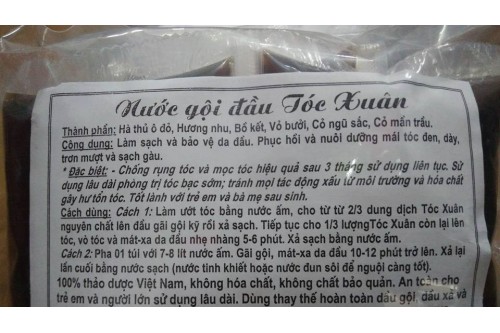 Nước gội đầu Tóc Xuân
Thành phần: Hà thủ ô đỏ, Hương nhu, Bồ kết, Vỏ bưởi, Cỏ ngũ sắc, Cỏ mần trầu.
Công dụng: Làm sạch và bảo vệ da đầu. Phục hồi và nuôi dưỡng mái tóc đen, dày,
trơn mượt và sạch gàu.
* Đặc biệt: - Chống rụng tóc và mọc tóc hiệu quả sau 3 tháng sử dụng liên tục. Sử
dụng lâu dài phòng trị tóc bạc sớm; tránh mọi tác động xấu từ môi trường và hóa chất
gây hư tổn tóc. Tốt lành với trẻ em và bà mẹ sau sinh.
Cách dùng: Cách 1: Làm ướt tóc bằng nước ấm, cho từ từ 2/3 dung dịch Tóc Xuân
nguyên chất lên đầu gãi gội kỹ rồi xả sạch. Tiếp tục cho 1/3 lượng Tóc Xuân còn lại lên
tóc, vò tóc và mát-xa da đầu nhẹ nhàng 5-6 phút. Xả sạch bằng nước ấm.
Cách 2: Pha 01 túi với 7-8 lít nước ấm. Gãi gội, mát-xa da đầu 10-12 phút trở lên. Xả lại
lần cuối bằng nước sạch (nước tinh khiết hoặc nước đun sôi để nguội càng tốt).
100% thảo dược Việt Nam, không hóa chất, không chất bảo quản. An toàn cho
trẻ em và người lớn sử dụng lâu dài. Dùng thay thế hoàn toàn dầu gội, dầu xả và